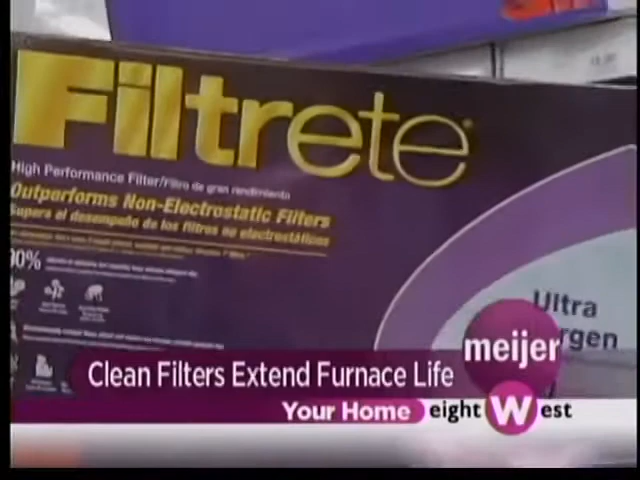 Filtrete
High Performance Filter/Filtro de gran rendimiento
Outperforms Non-Electrostatic Filters
Supera el desempeño de los filtros no electrostáticos
90%
Ultra
rgen
meijer
Clean Filters Extend Furnace Life
Your Home eight West